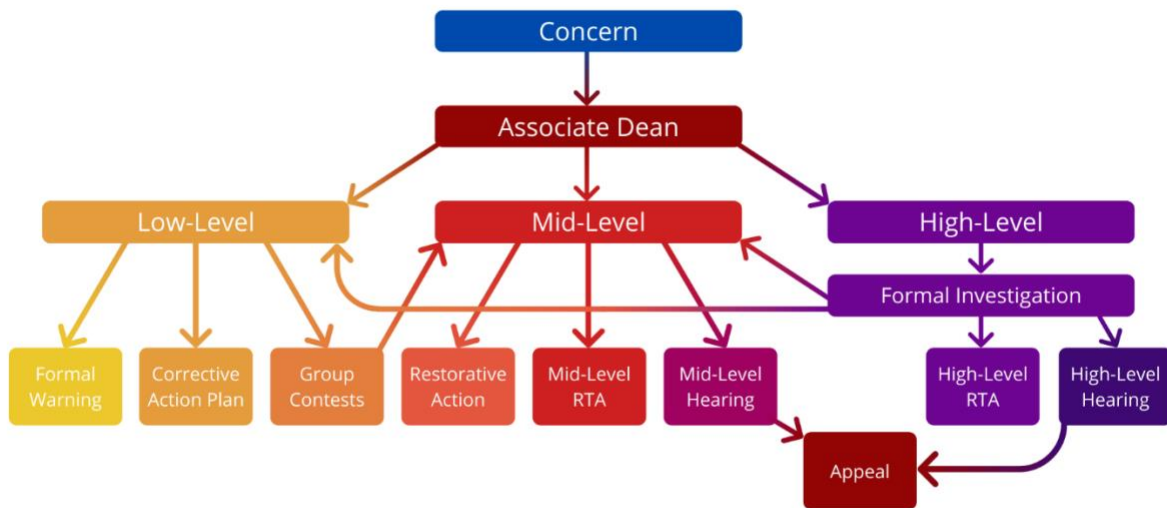 Concern
Associate Dean
Low-Level
Mid-Level
High-Level
Formal Investigation
Formal
Warning
Corrective
Action Plan
Group
Contests
Restorative
Action
Mid-Level
RTA
Mid-Level
Hearing
High-Level
RTA
High-Level
Hearing
Appeal